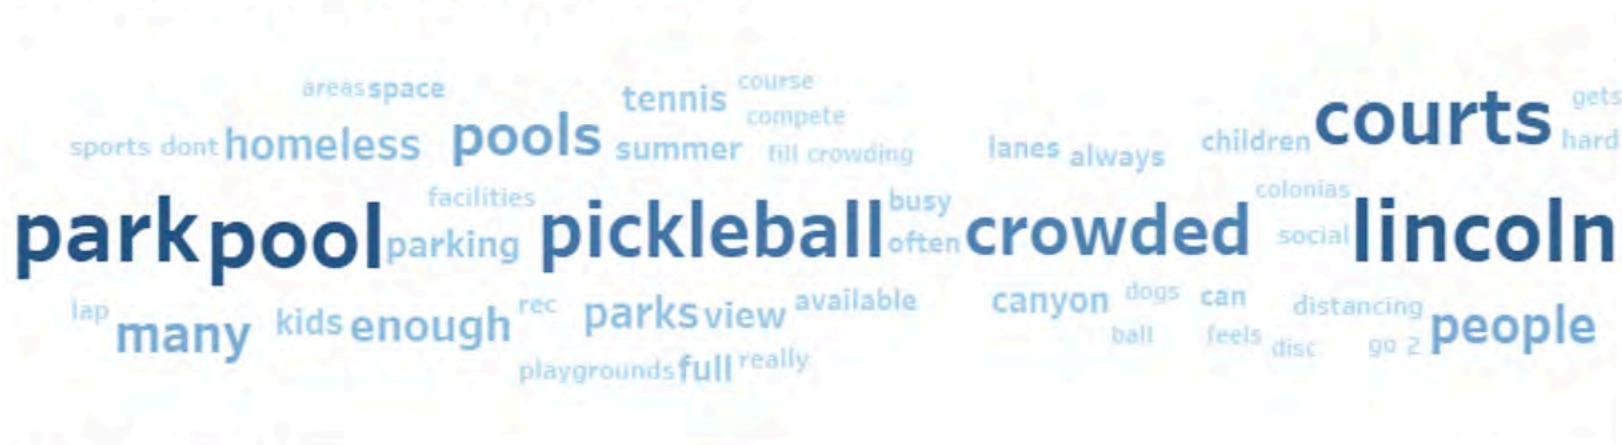 areas space tennis course
compete
courts gets
sports dont homeless pools summer fill crowding lanes always children hard
facilities busy colonias
park pool parking pickleball often crowded social lincoln
lap many kids enough rec parks view available canyon dogs can distancing people
ball feels disc go 2
playgrounds full really